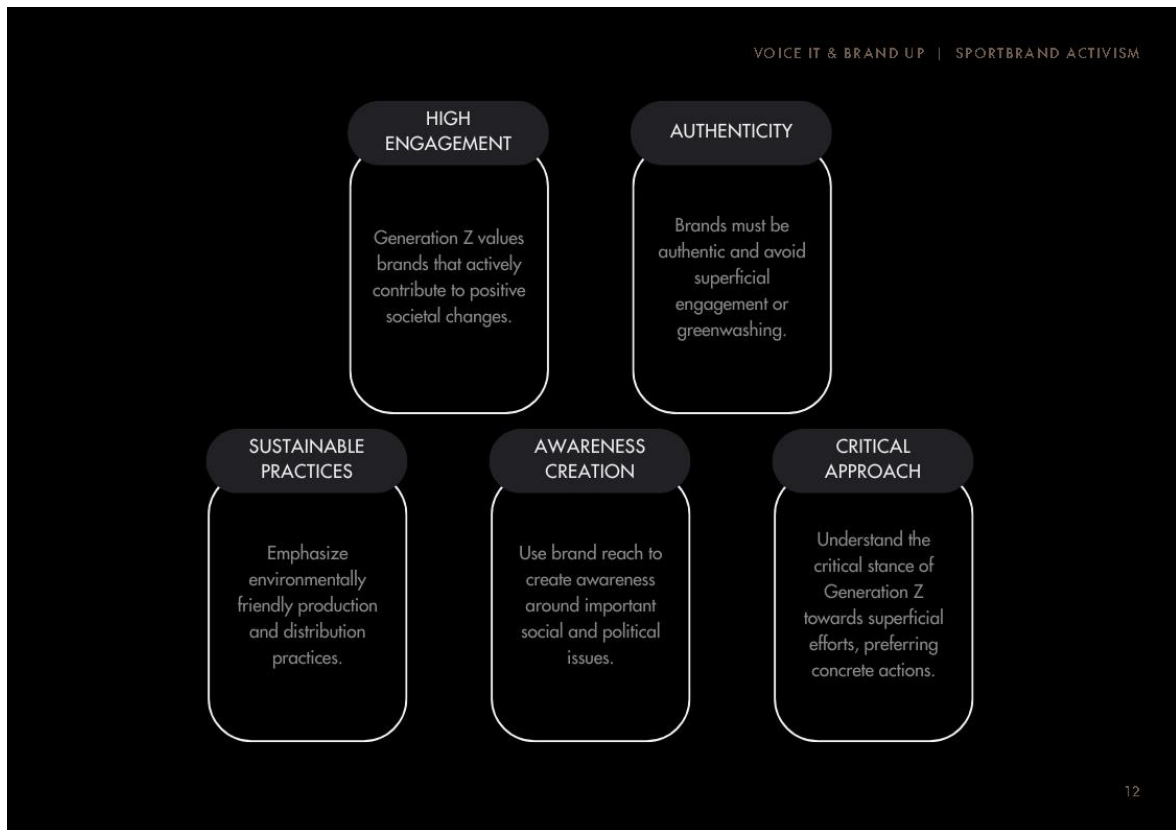 VOICE IT & BRAND UP | SPORTBRAND ACTIVISM
HIGH
ENGAGEMENT
Generation Z values
brands that actively
contribute to positive
societal changes.
AUTHENTICITY
Brands must be
authentic and avoid
superficial
engagement or
greenwashing.
SUSTAINABLE
PRACTICES
Emphasize
environmentally
friendly production
and distribution
practices.
AWARENESS
CREATION
Use brand reach to
create awareness
around important
social and political
issues.
CRITICAL
APPROACH
Understand the
critical stance of
Generation Z
towards superficial
efforts, preferring
concrete actions.
12